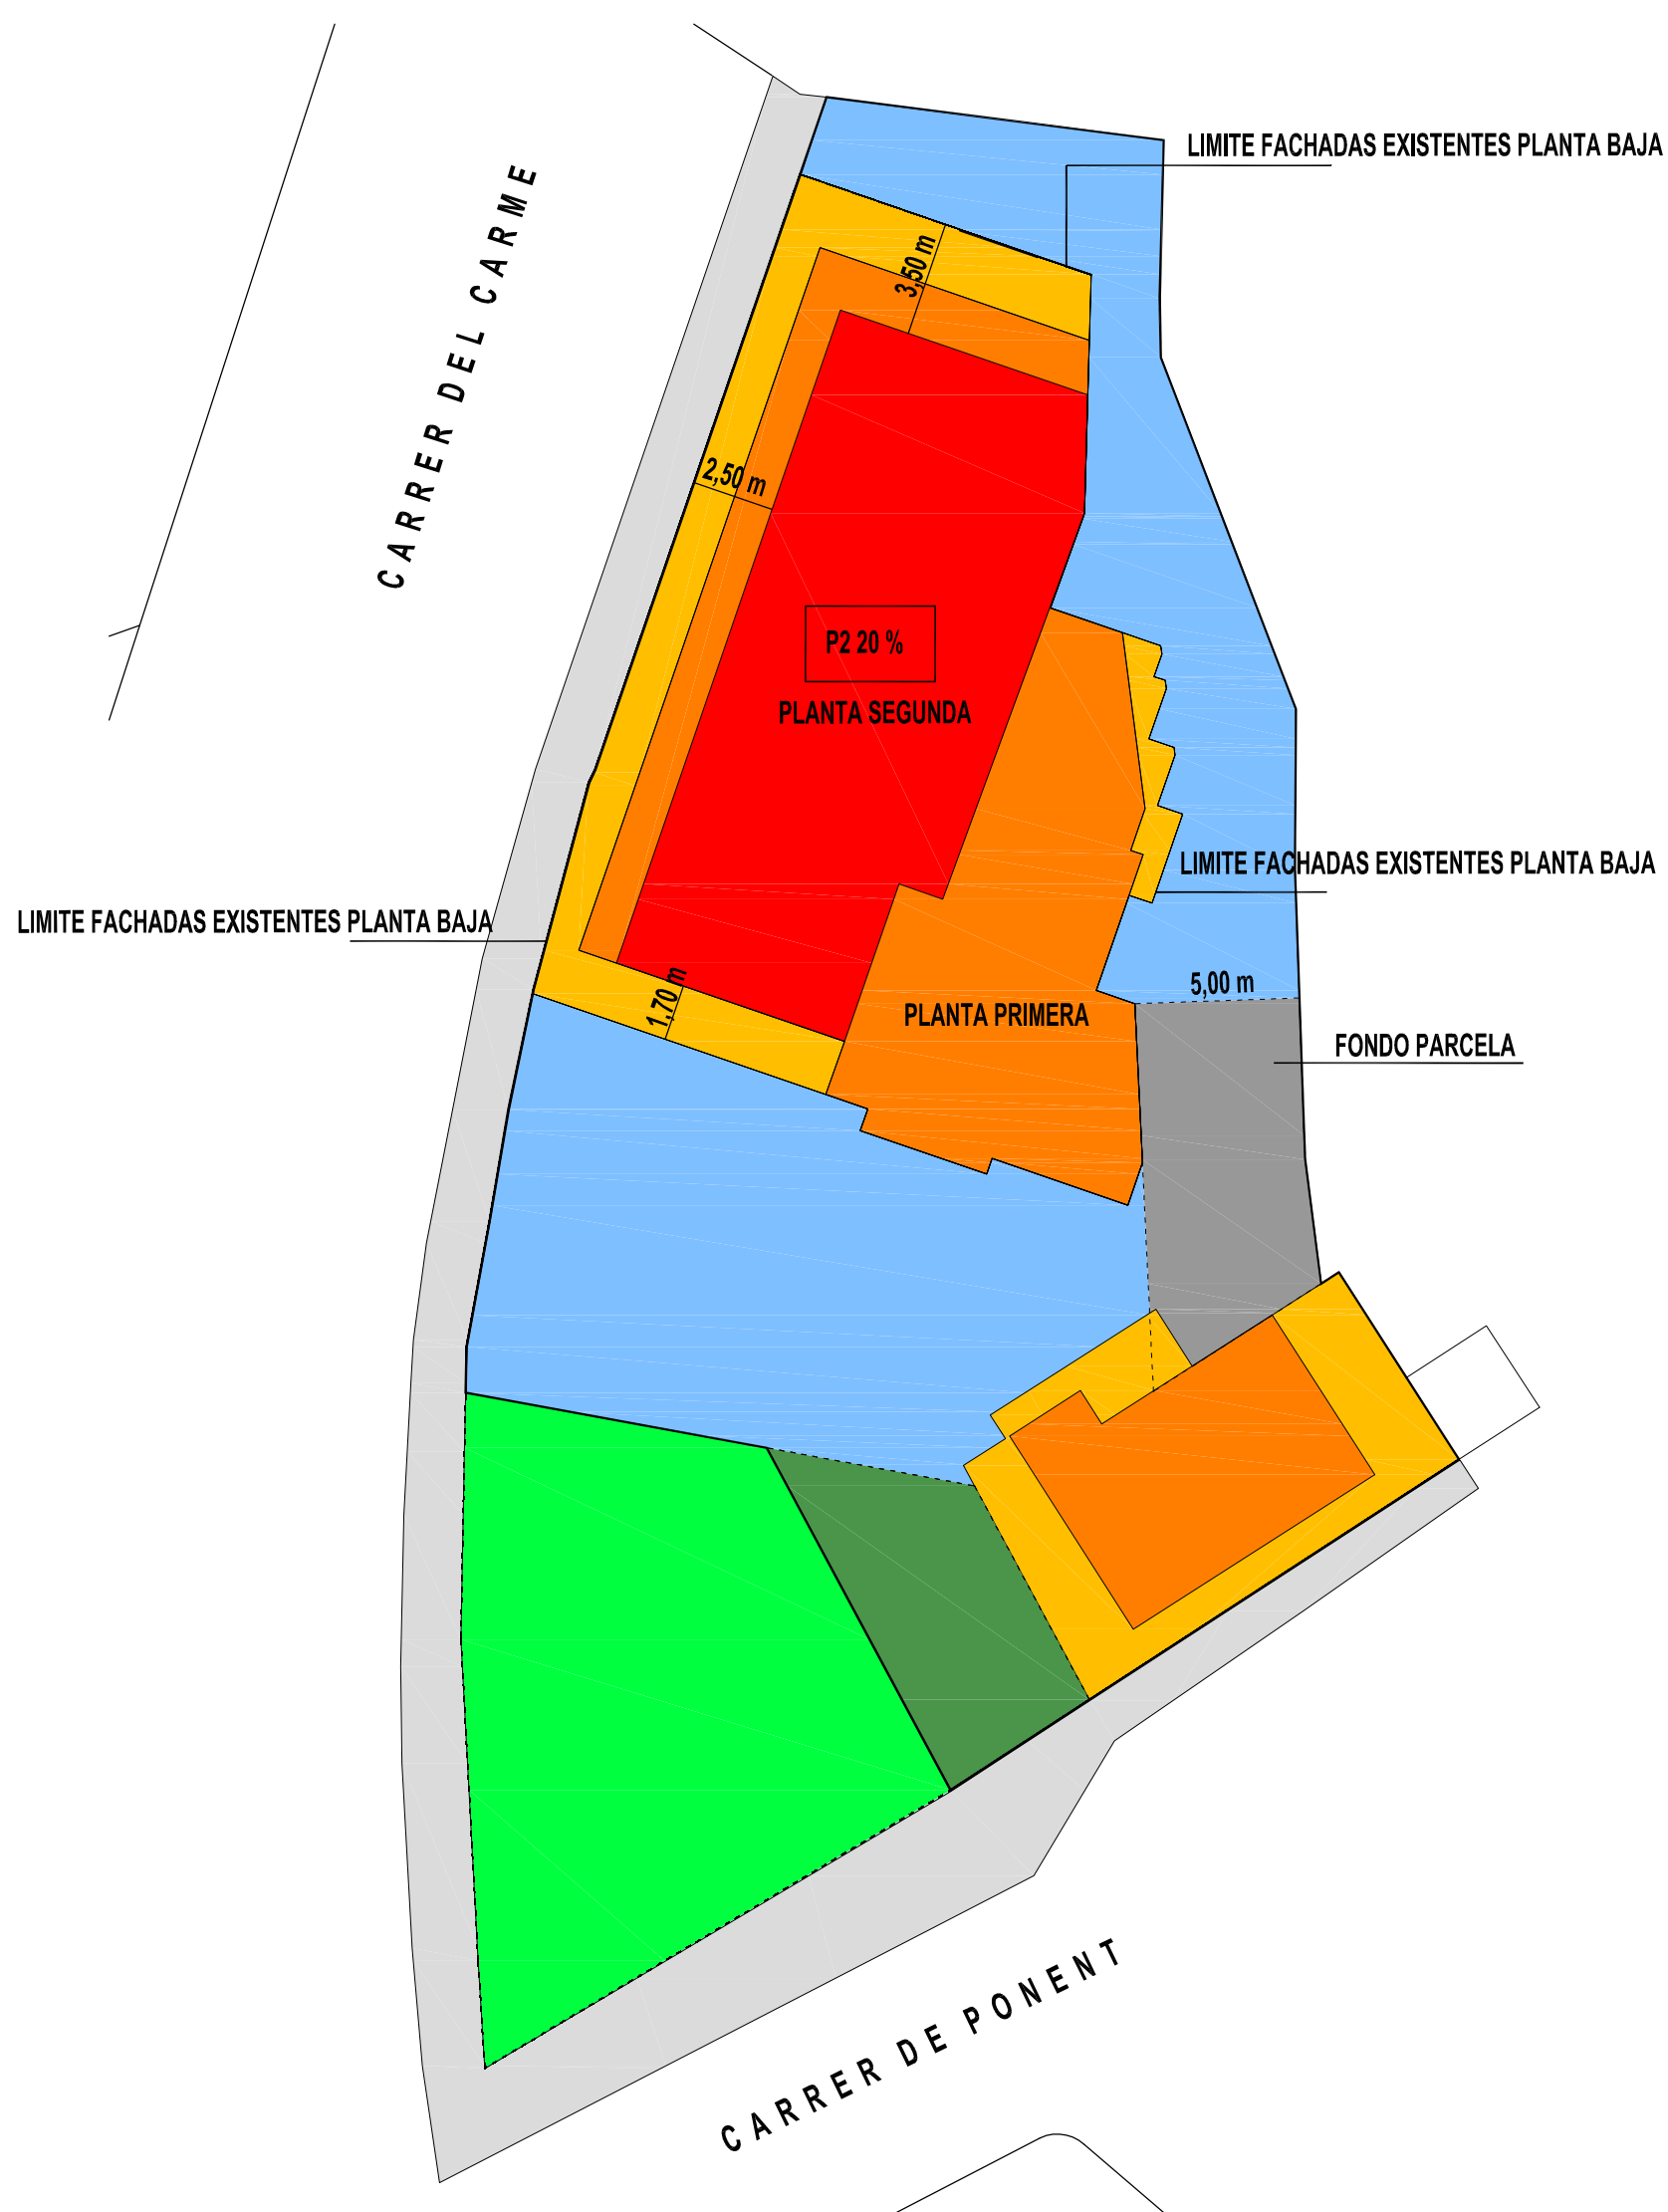 LIMITE FACHADAS EXISTENTES PLANTA BAJA
CARRER DEL CARME
3,50 m
2,50 m
P2 20 %
PLANTA SEGUNDA
LIMITE FACHADAS EXISTENTES PLANTA BAJA
LIMITE FACHADAS EXISTENTES PLANTA BAJA
5,00 m
1,70 m
PLANTA PRIMERA
FONDO PARCELA
CARRER DE PONENT